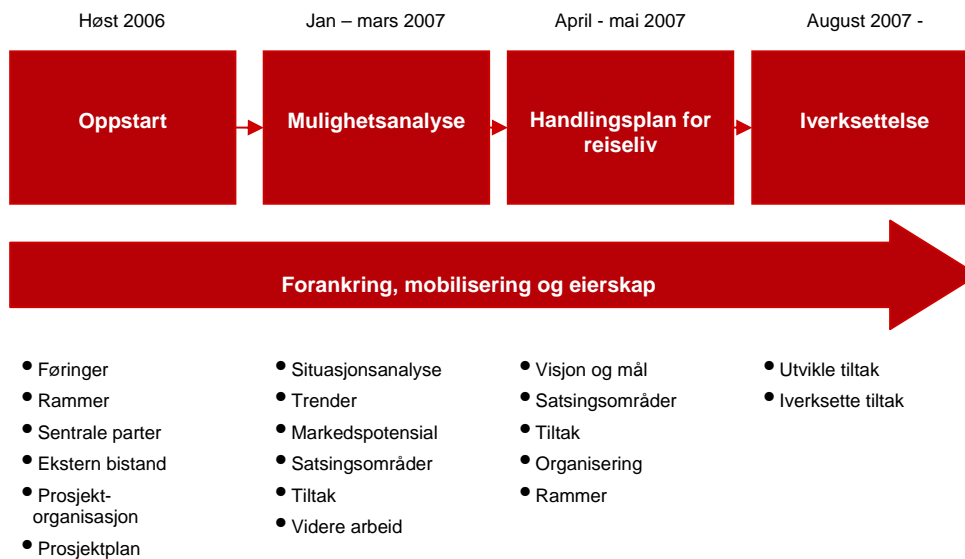 Høst 2006
Jan – mars 2007
April - mai 2007
August 2007 -
Oppstart
Mulighetsanalyse
Handlingsplan for
reiseliv
Iverksettelse
Forankring, mobilisering og eierskap
• Føringer
• Rammer
• Sentrale parter
• Ekstern bistand
• Prosjekt-
organisasjon
• Prosjektplan
• Situasjonsanalyse
• Trender
• Markedspotensial
• Satsingsområder
• Tiltak
• Videre arbeid
• Visjon og mål
• Satsingsområder
• Tiltak
• Organisering
• Rammer
• Utvikle tiltak
• Iverksette tiltak